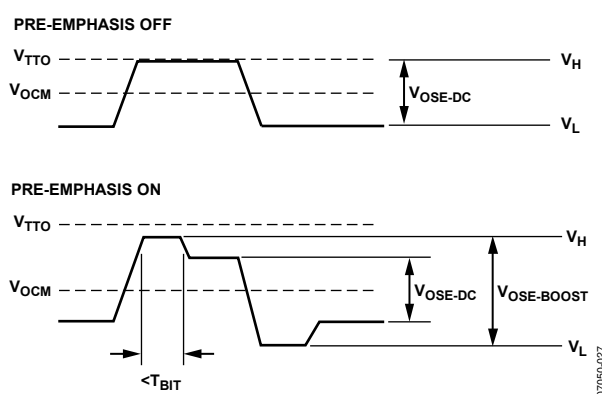 PRE-EMPHASIS OFF
VTTO
VH
VOCM
VOSE-DC
VL
PRE-EMPHASIS ON
VTTO
VH
VOCM
VOSE-DC
VOSE-BOOST
VL
<TBIT
07050-027